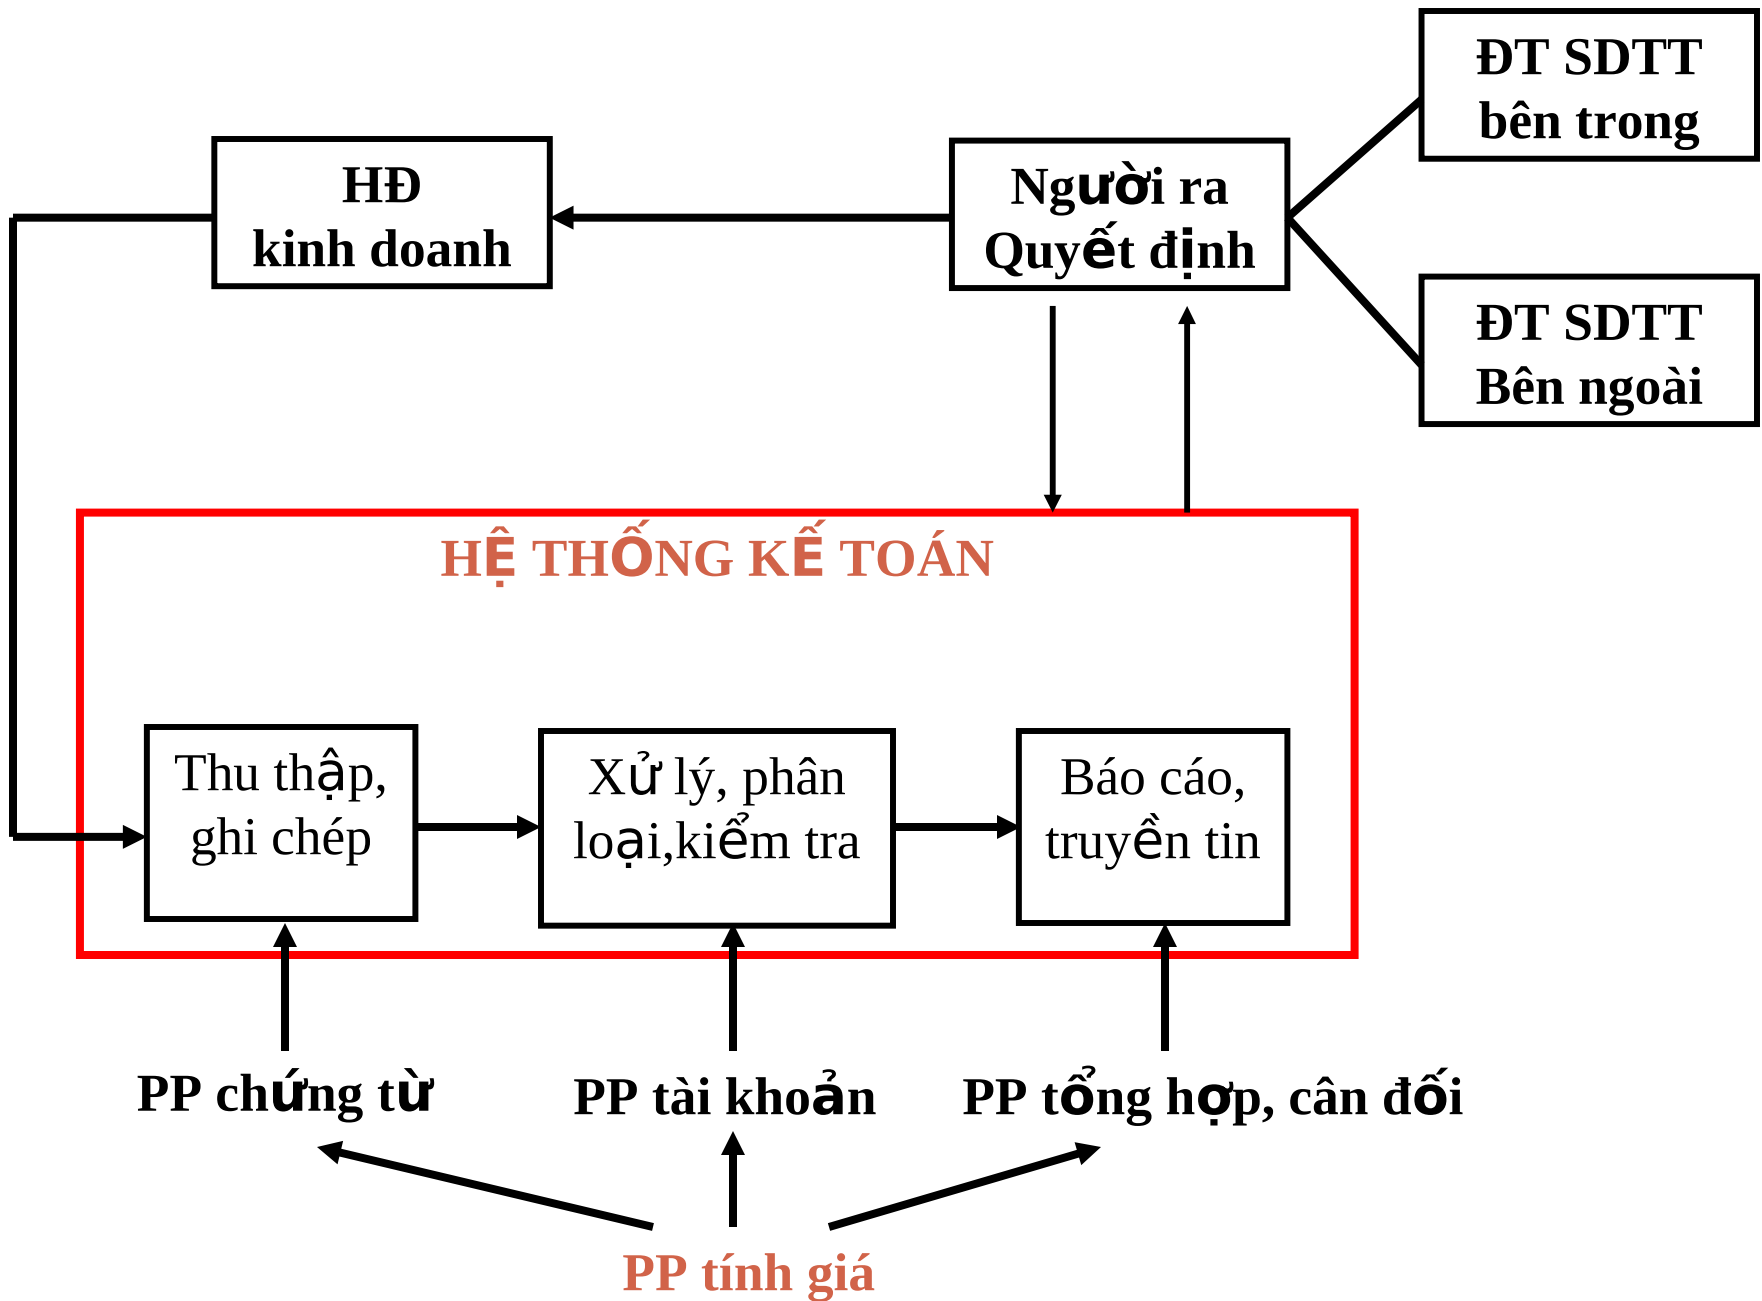 ĐT SDTT
bên trong
HĐ
kinh doanh
Người ra
Quyết định
ĐT SDTT
Bên ngoài
HỆ THỐNG KẾ TOÁN
Thu thập,
ghi chép
Xử lý, phân
loại,kiểm tra
Báo cáo,
truyền tin
PP chứng từ
PP tài khoản
PP tổng hợp, cân đối
PP tính giá